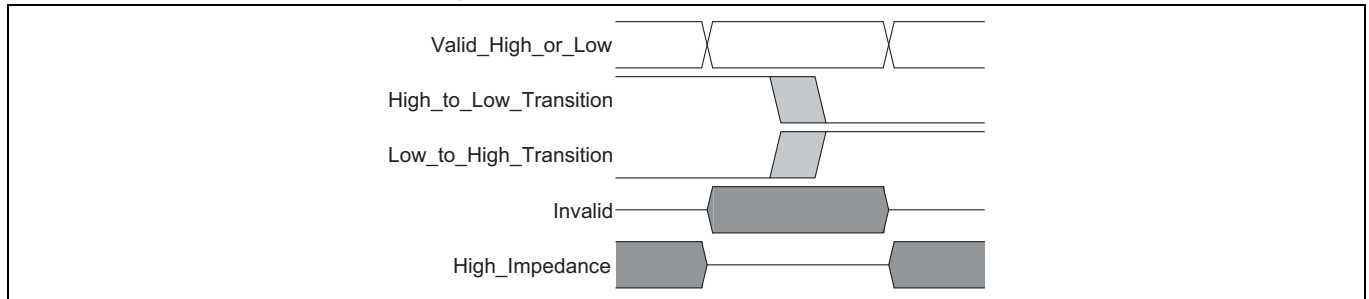 Valid_High_or_Low
High_to_Low_Transition
Low_to_High_Transition
Invalid
High_Impedance